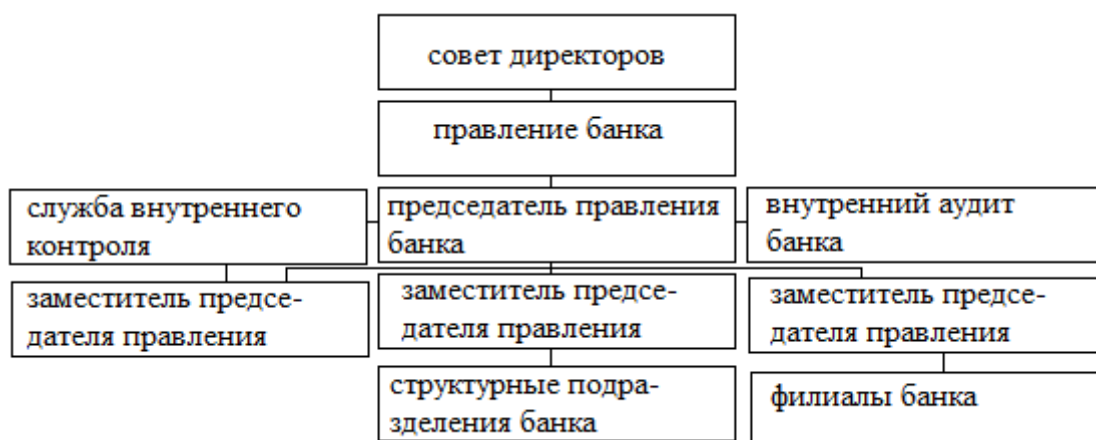 совет директоров
правление банка
служба внутреннего
контроля
председатель правления
банка
внутренний аудит
банка
заместитель предсе-
дателя правления
заместитель предсе-
дателя правления
заместитель предсе-
дателя правления
структурные подра-
зделения банка
филиалы банка